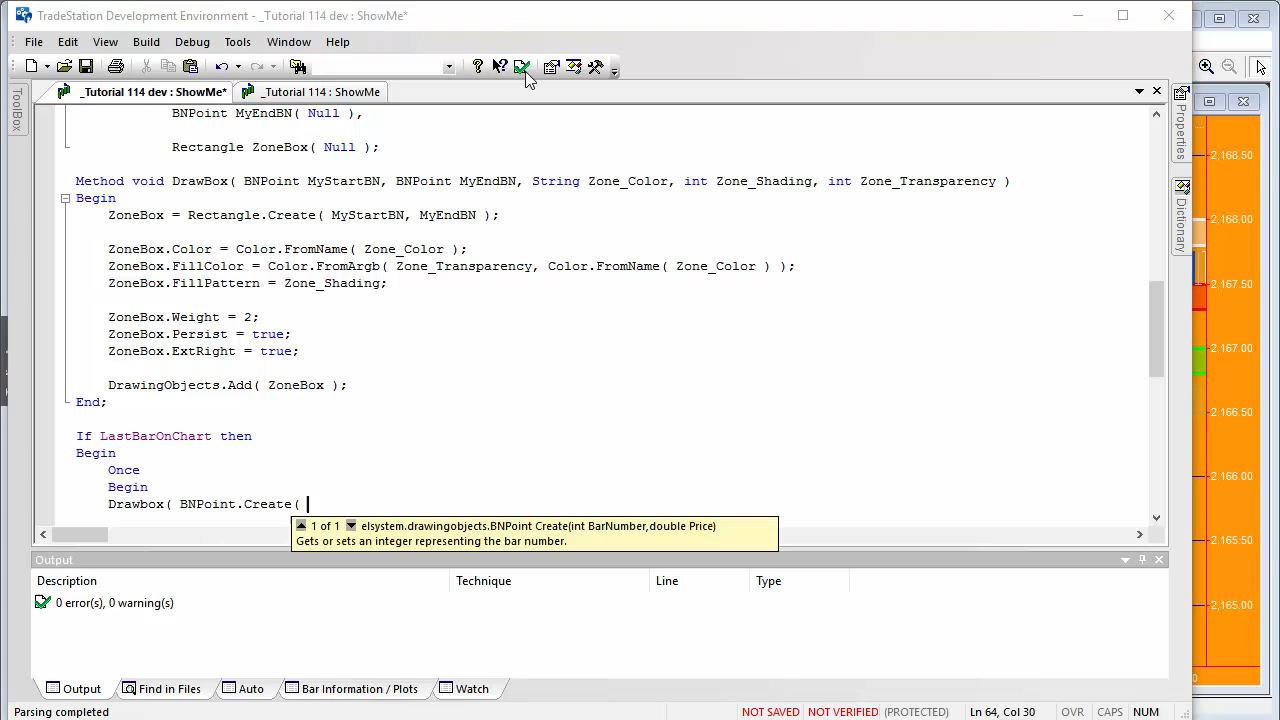 TradeStation Development Environment - _Tutorial 114 dev : ShowMe*
File Edit View Build Debug Tools Window Help
_Tutorial 114 dev : ShowMe* _Tutorial 114 : ShowMe
ToolBox
Properties
Dictionary
BNPoint MyEndBN( Null ),
Rectangle ZoneBox( Null );
Method void DrawBox( BNPoint MyStartBN, BNPoint MyEndBN, String Zone_Color, int Zone_Shading, int Zone_Transparency )
Begin
ZoneBox = Rectangle.Create( MyStartBN, MyEndBN );
ZoneBox.Color = Color.FromName( Zone_Color );
ZoneBox.FillColor = Color.FromArgb( Zone_Transparency, Color.FromName( Zone_Color ) );
ZoneBox.FillPattern = Zone_Shading;
ZoneBox.Weight = 2;
ZoneBox.Persist = true;
ZoneBox.ExtRight = true;
DrawingObjects.Add( ZoneBox );
End;
If LastBarOnChart then
Begin
Once
Begin
Drawbox( BNPoint.Create(
1 of 1 elsystem.drawingobjects.BNPoint Create(int BarNumber,double Price)
Gets or sets an integer representing the bar number.
2,168.50
2,168.00
2,167.50
2,167.00
2,166.50
2,166.00
2,165.50
2,165.00
Output
Description Technique Line Type
0 error(s), 0 warning(s)
Output Find in Files Auto Bar Information / Plots Watch
Parsing completed NOT SAVED NOT VERIFIED (PROTECTED) Ln 64, Col 30 OVR CAPS NUM